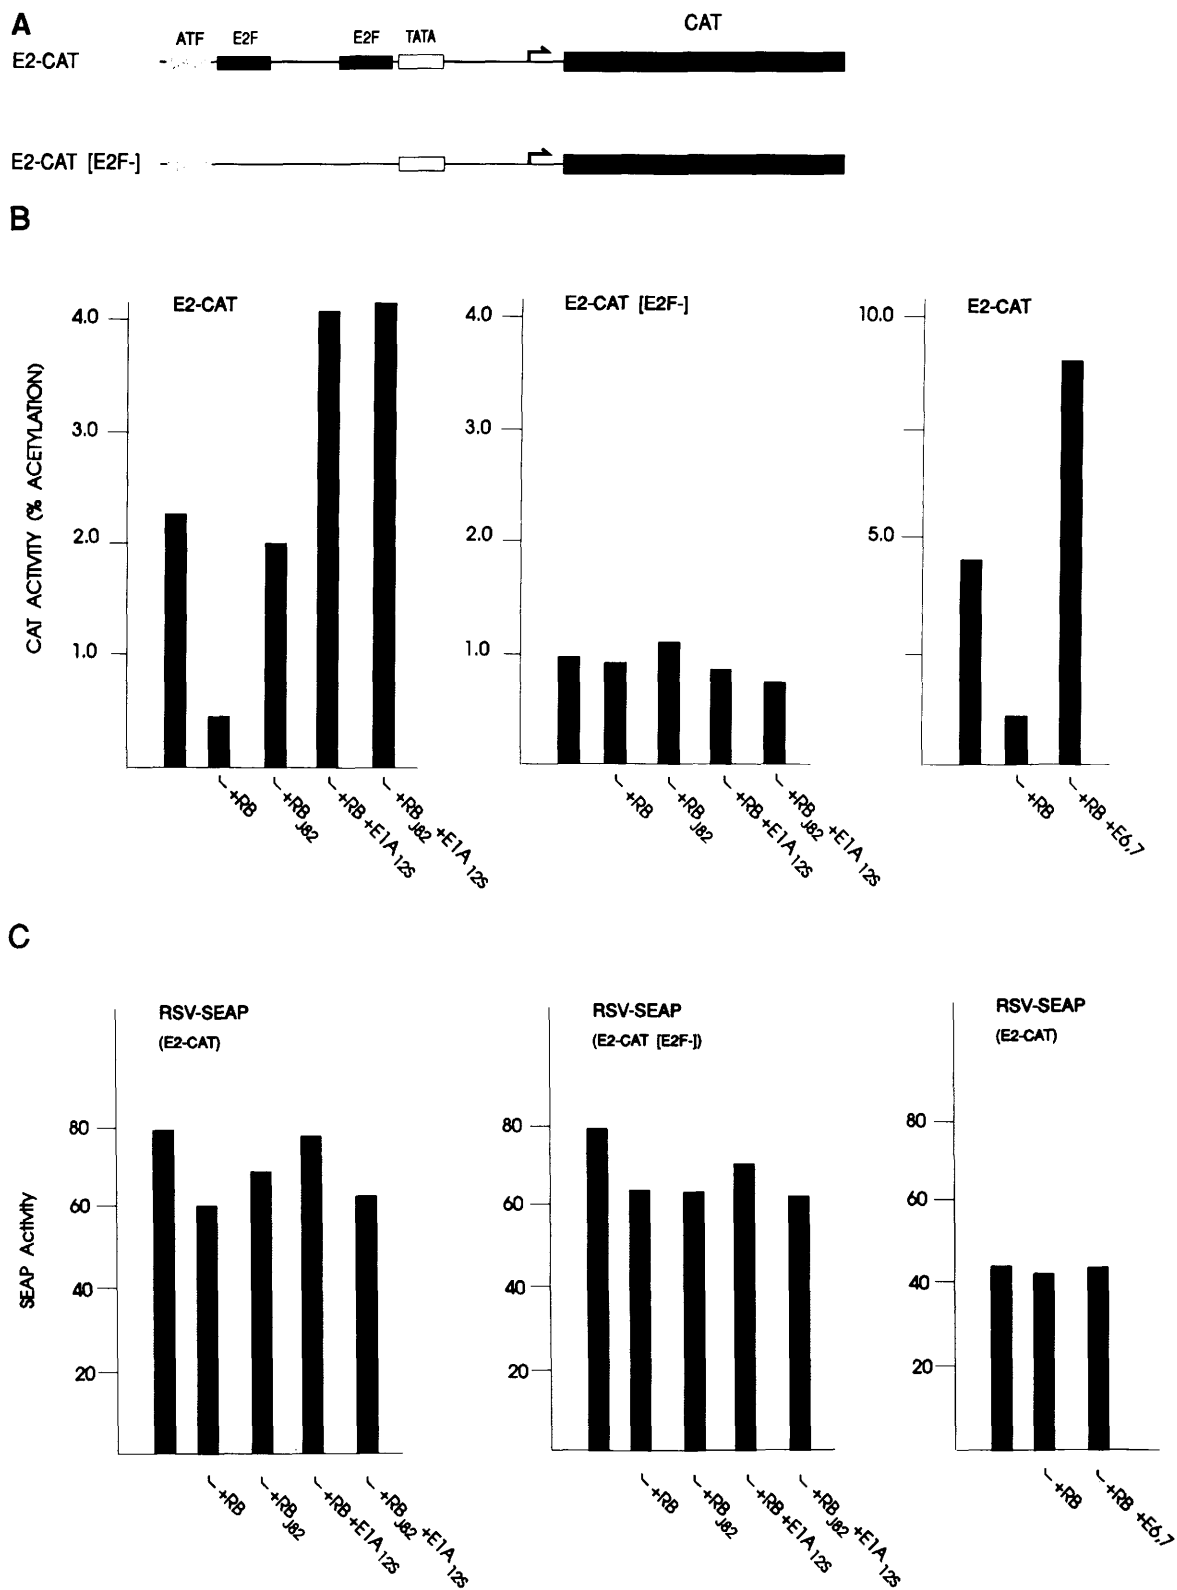 A
CAT
ATF E2F E2F TATA
E2-CAT
E2-CAT [E2F-]
B
CAT ACTIVITY (% ACETYLATION)
E2-CAT
4.0
3.0
2.0
1.0
+RB
+RB J82
+RB +E1A 12S
+RB J82 +E1A 12S
E2-CAT [E2F-]
4.0
3.0
2.0
1.0
+RB
+RB J82
+RB +E1A 12S
+RB J82 +E1A 12S
E2-CAT
10.0
5.0
+RB
+RB +E6,7
C
SEAP Activity
RSV-SEAP
(E2-CAT)
80
60
40
20
+RB
+RB J82
+RB +E1A 12S
+RB J82 +E1A 12S
RSV-SEAP
(E2-CAT [E2F-])
80
60
40
20
+RB
+RB J82
+RB +E1A 12S
+RB J82 +E1A 12S
RSV-SEAP
(E2-CAT)
80
60
40
20
+RB
+RB +E6,7